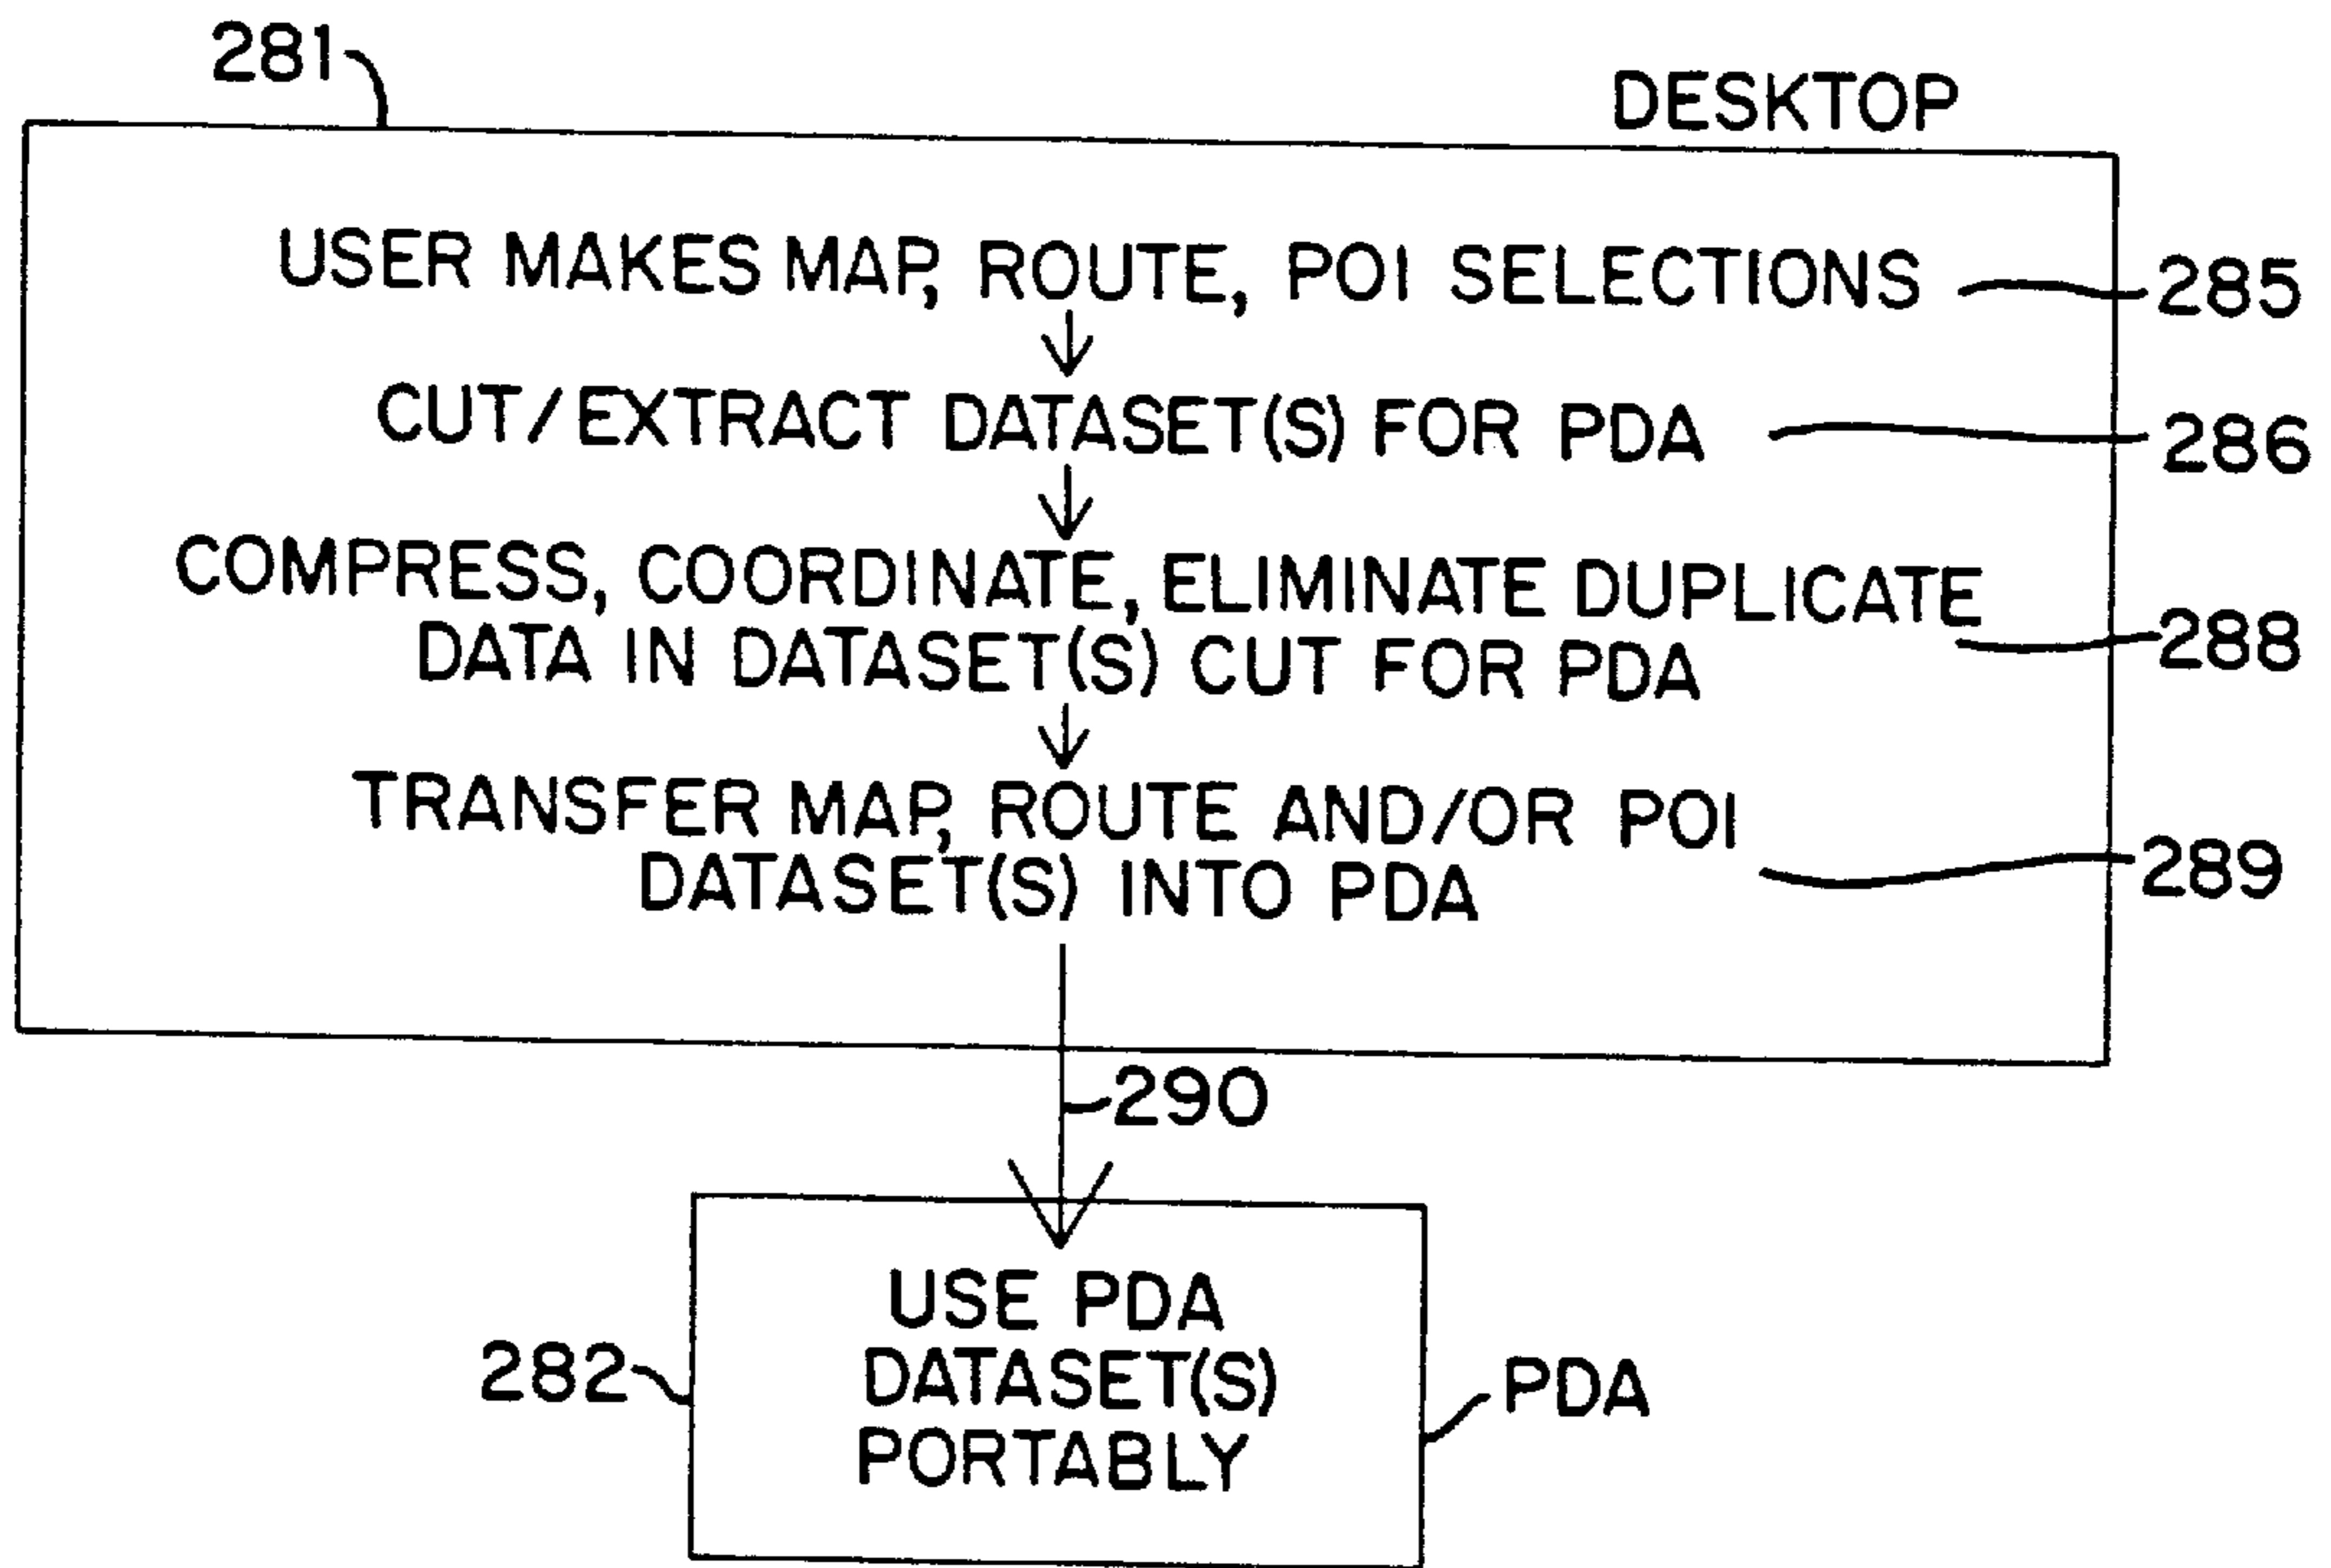 281
DESKTOP
USER MAKES MAP, ROUTE, POI SELECTIONS
285
CUT/EXTRACT DATASET(S) FOR PDA
286
COMPRESS, COORDINATE, ELIMINATE DUPLICATE
DATA IN DATASET(S) CUT FOR PDA
288
TRANSFER MAP, ROUTE AND/OR POI
DATASET(S) INTO PDA
289
290
USE PDA
DATASET(S)
PORTABLY
282
PDA